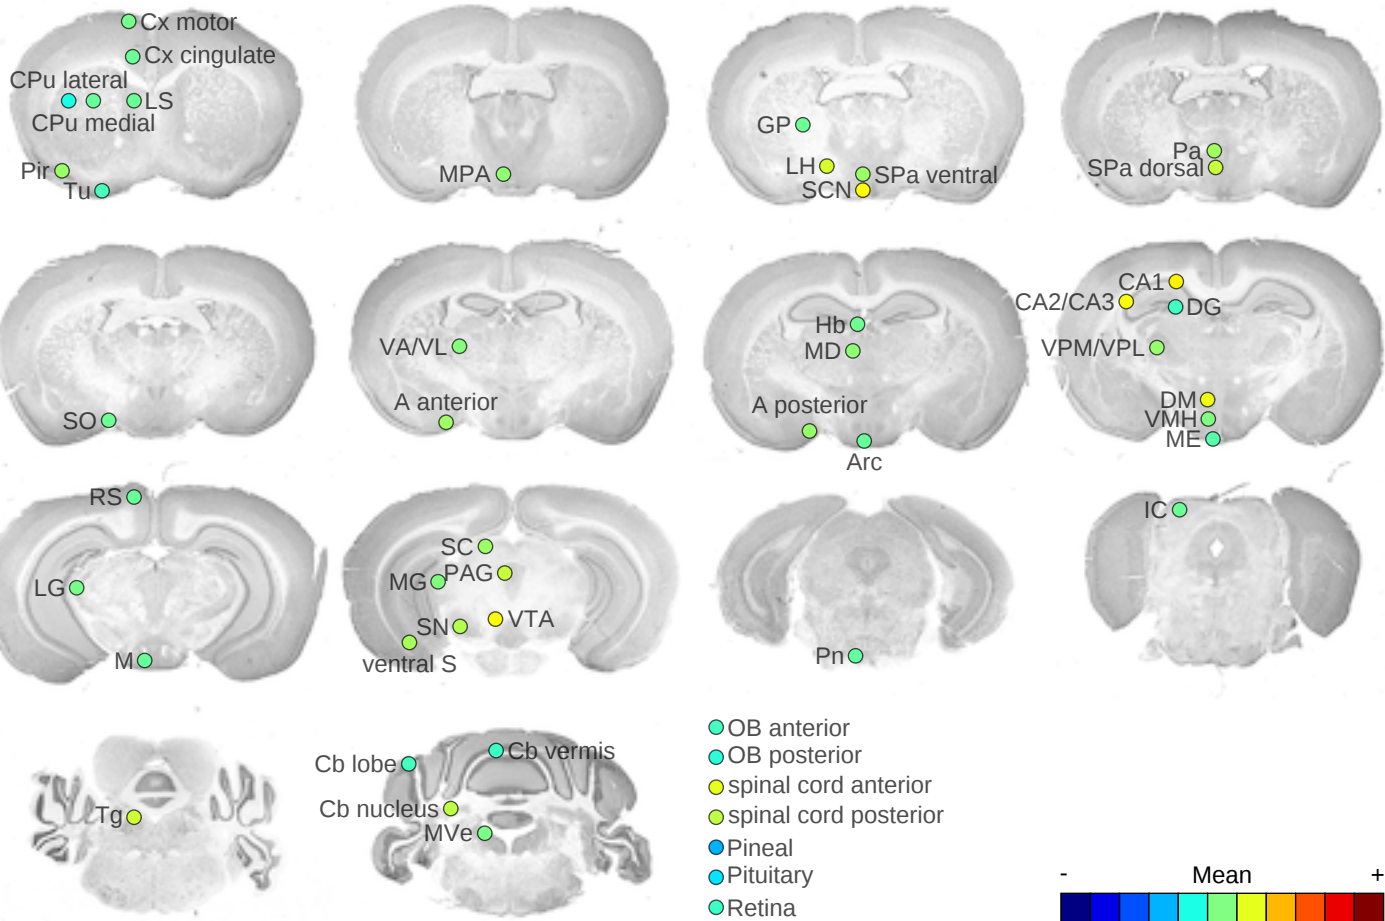 Cx motor
Cx cingulate
CPu lateral
LS
CPu medial
Pir
Tu
MPA
GP
LH
SPa ventral
SCN
Pa
SPa dorsal
SO
VA/VL
A anterior
Hb
MD
A posterior
Arc
CA1
CA2/CA3
DG
VPM/VPL
DM
VMH
ME
RS
LG
M
SC
MG
PAG
SN
VTA
ventral S
Pn
IC
Tg
Cb lobe
Cb vermis
Cb nucleus
MVe
OB anterior
OB posterior
spinal cord anterior
spinal cord posterior
Pineal
Pituitary
Retina
- Mean +